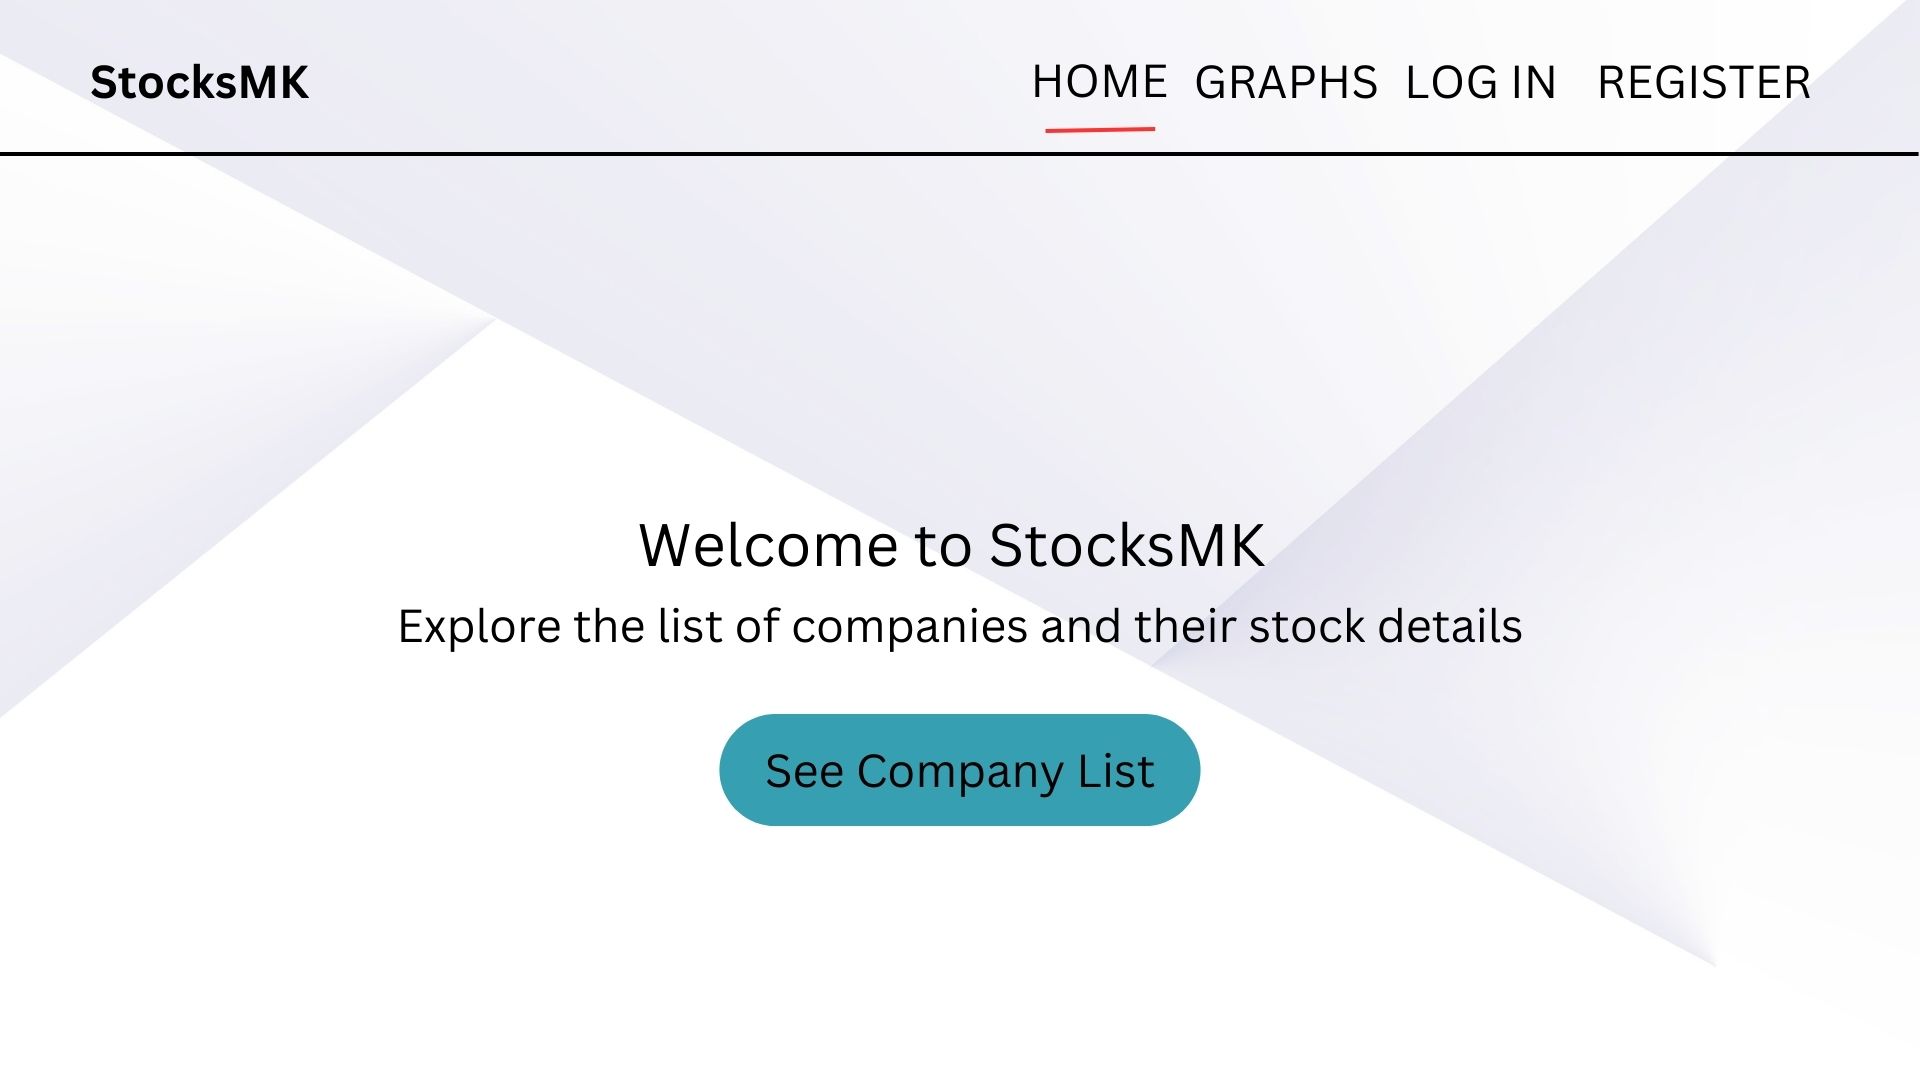 StocksMK
HOME GRAPHS LOG IN REGISTER
Welcome to StocksMK
Explore the list of companies and their stock details
See Company List